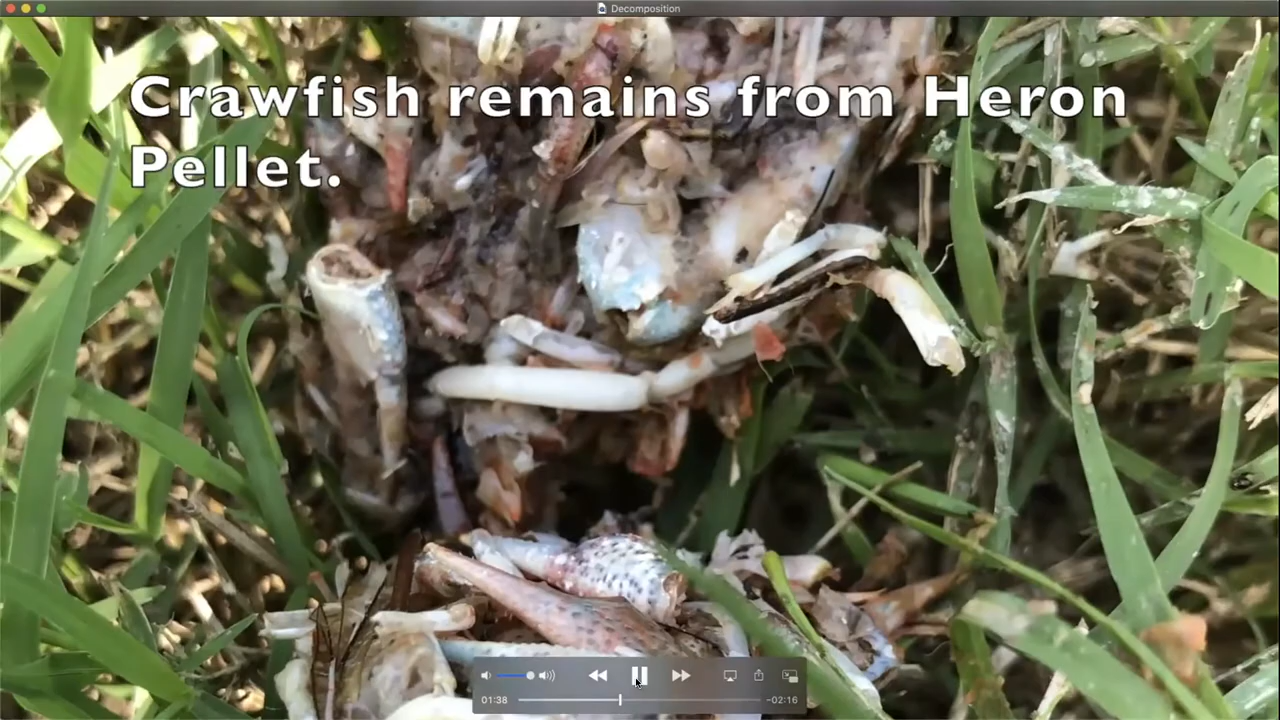 Decomposition
Crawfish remains from Heron
Pellet.
01:38
-02:16